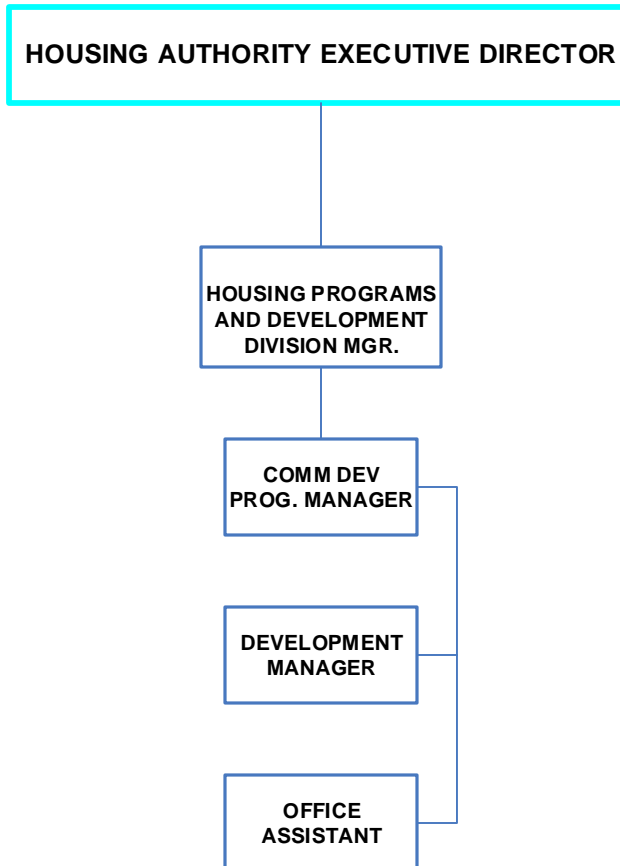 HOUSING AUTHORITY EXECUTIVE DIRECTOR
HOUSING PROGRAMS
AND DEVELOPMENT
DIVISION MGR.
COMM DEV
PROG. MANAGER
DEVELOPMENT
MANAGER
OFFICE
ASSISTANT